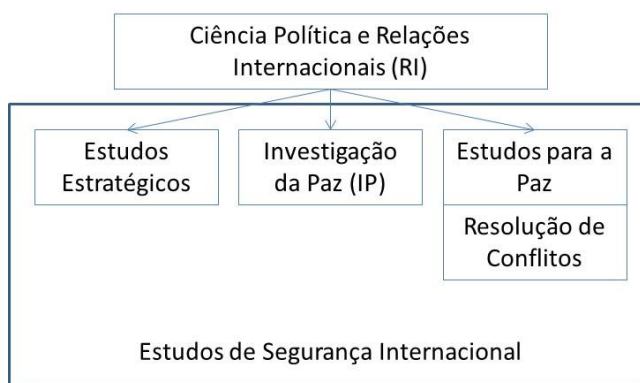 Ciência Política e Relações
Internacionais (RI)
Estudos
Estratégicos
Investigação
da Paz (IP)
Estudos para a
Paz
Resolução de
Conflitos
Estudos de Segurança Internacional